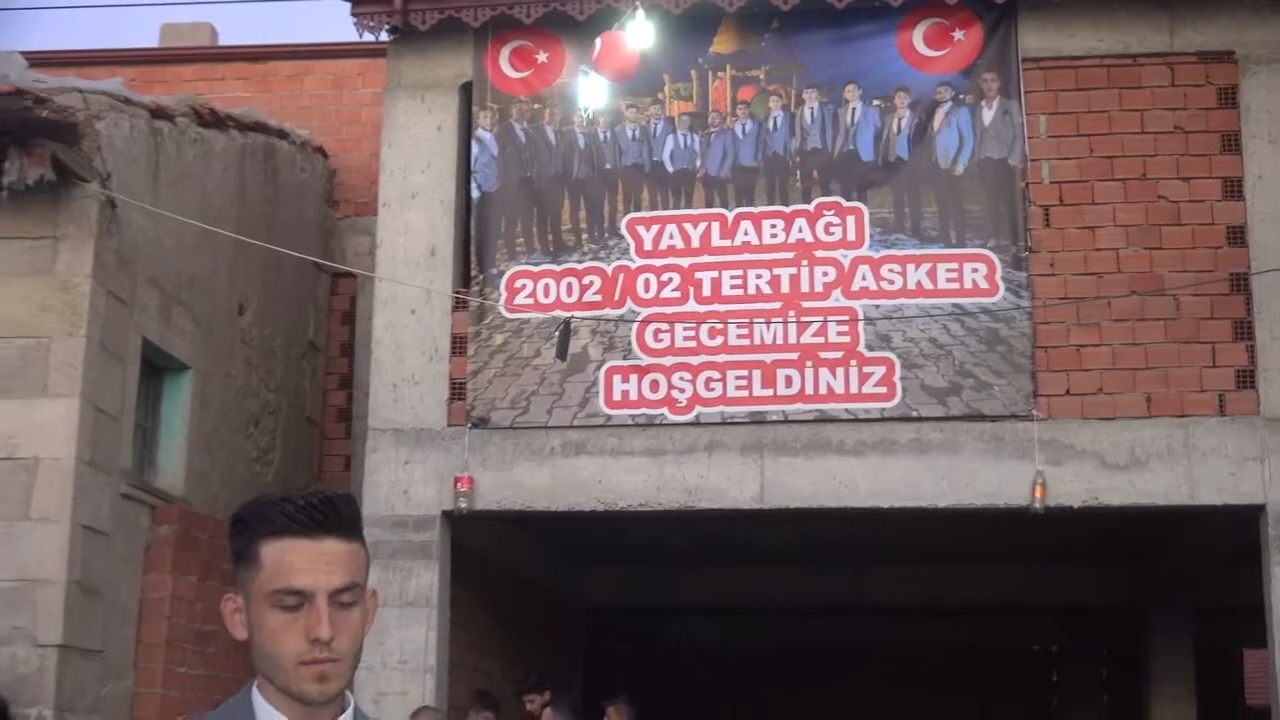 YAYLABAĞI
2002 / 02 TERTİP ASKER
GECEMİZE
HOŞGELDİNİZ